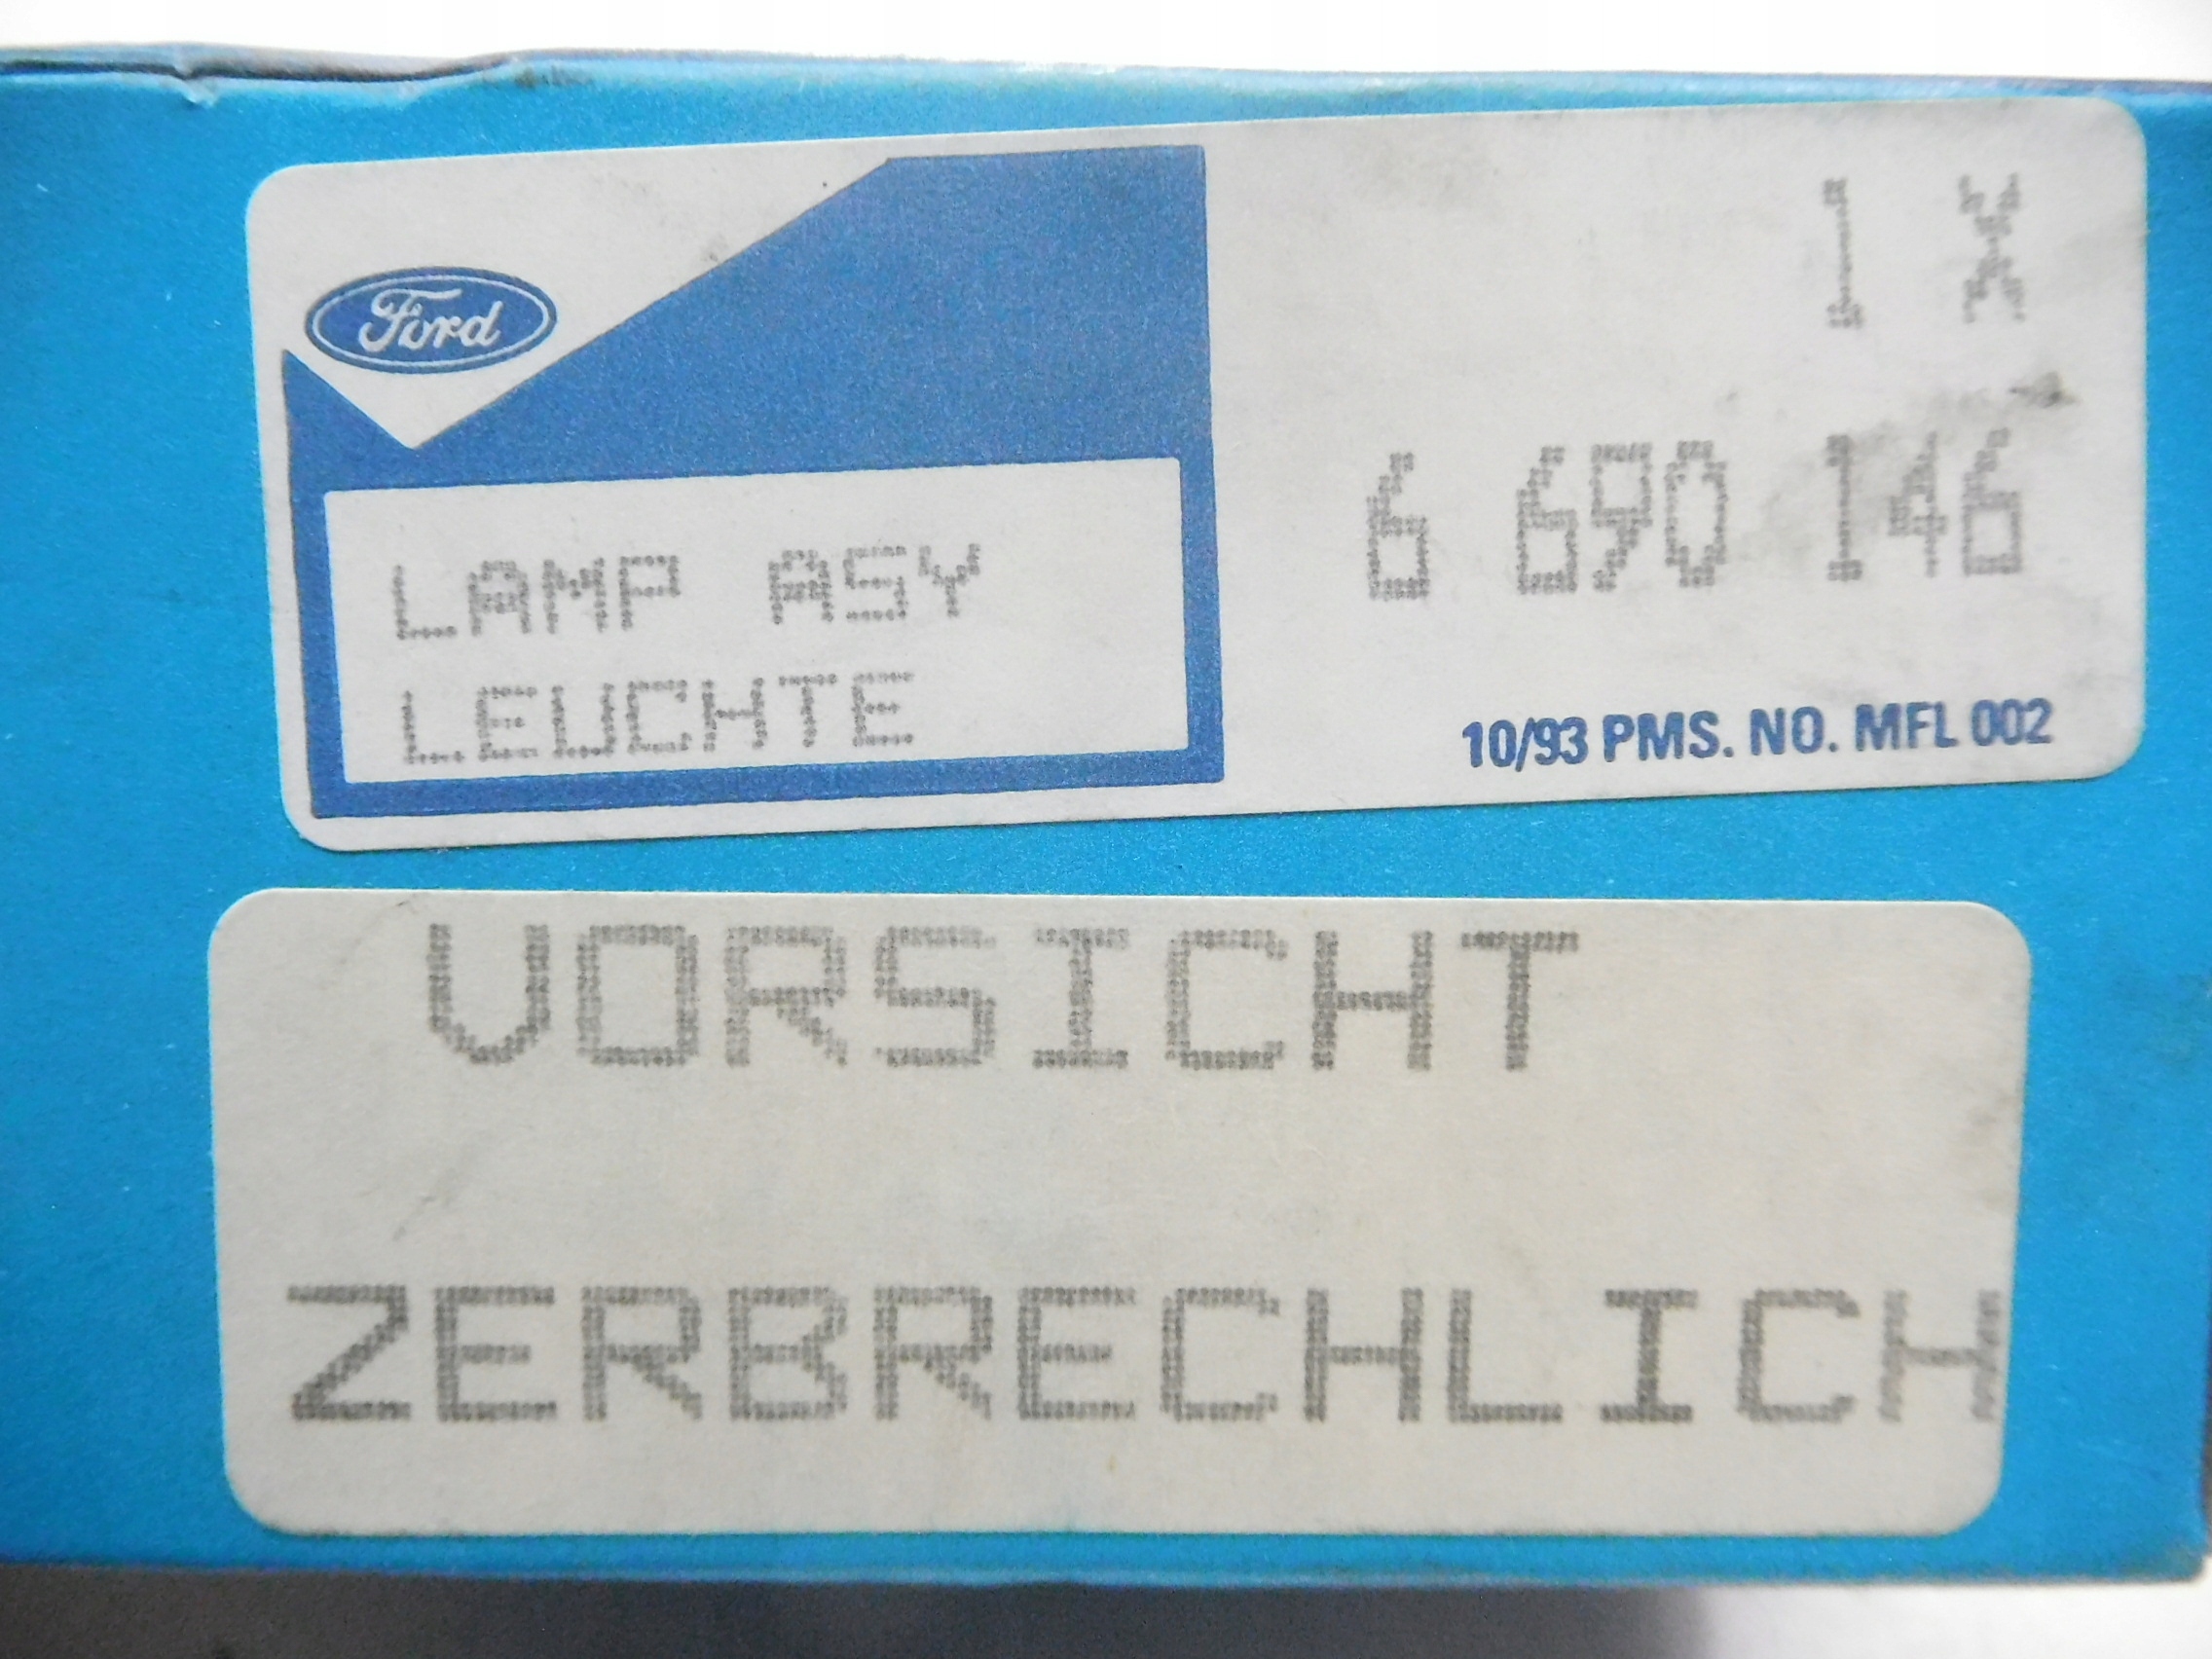 Ford
1 X
6 690 146
LAMP ASY
LEUCHTE
10/93 PMS. NO. MFL 002
VORSICHT
ZERBRECHLICH